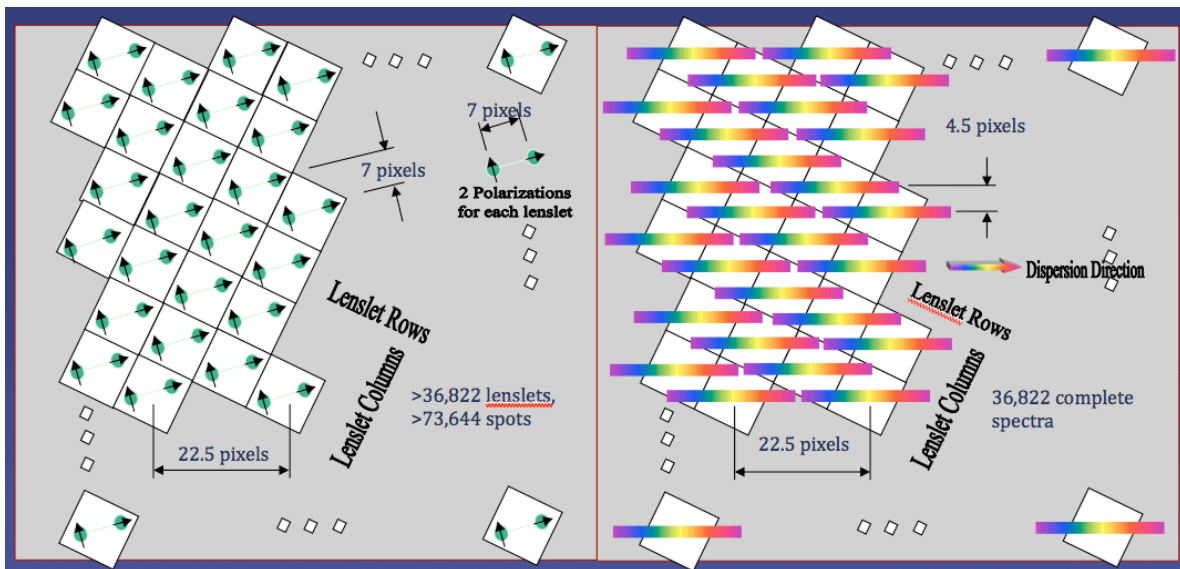 7 pixels
7 pixels
2 Polarizations
for each lenslet
Lenslet Rows
Lenslet Columns
>36,822 lenslets,
>73,644 spots
22.5 pixels
4.5 pixels
Dispersion Direction
Lenslet Rows
Lenslet Columns
36,822 complete
spectra
22.5 pixels